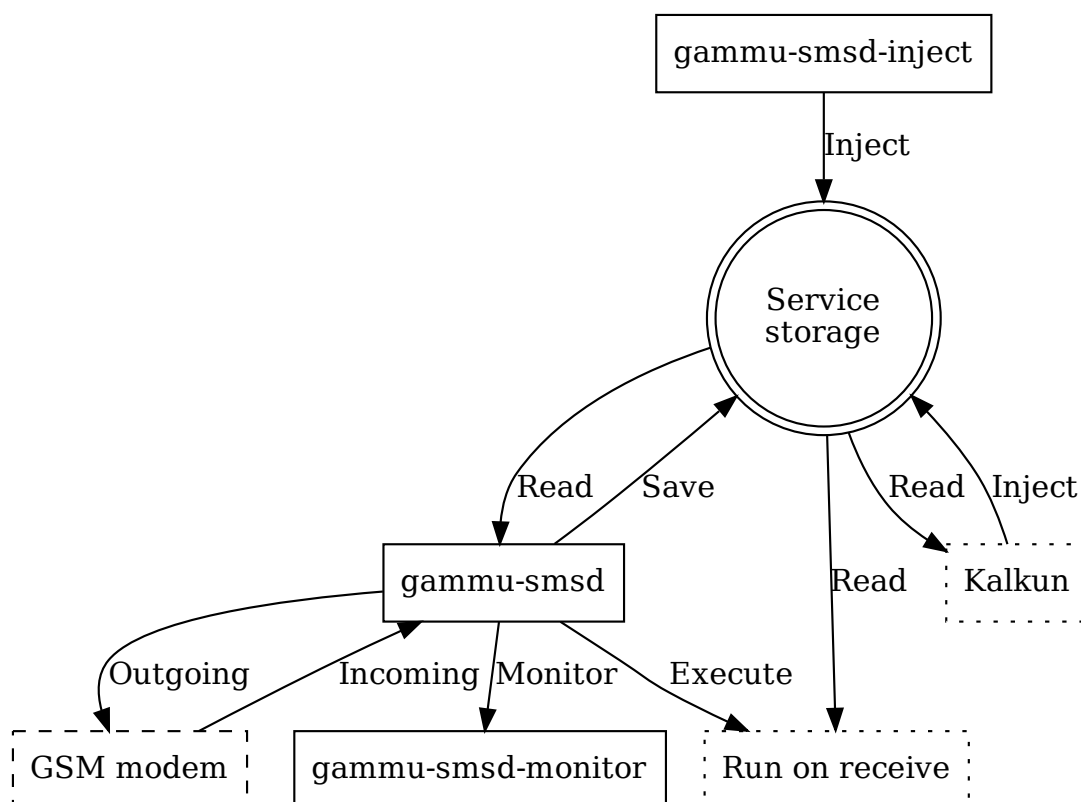 gammu-smsd-inject
Inject
Service
storage
Read
Save
Read
Inject
gammu-smsd
Read
Kalkun
Outgoing
Incoming
Monitor
Execute
GSM modem
gammu-smsd-monitor
Run on receive